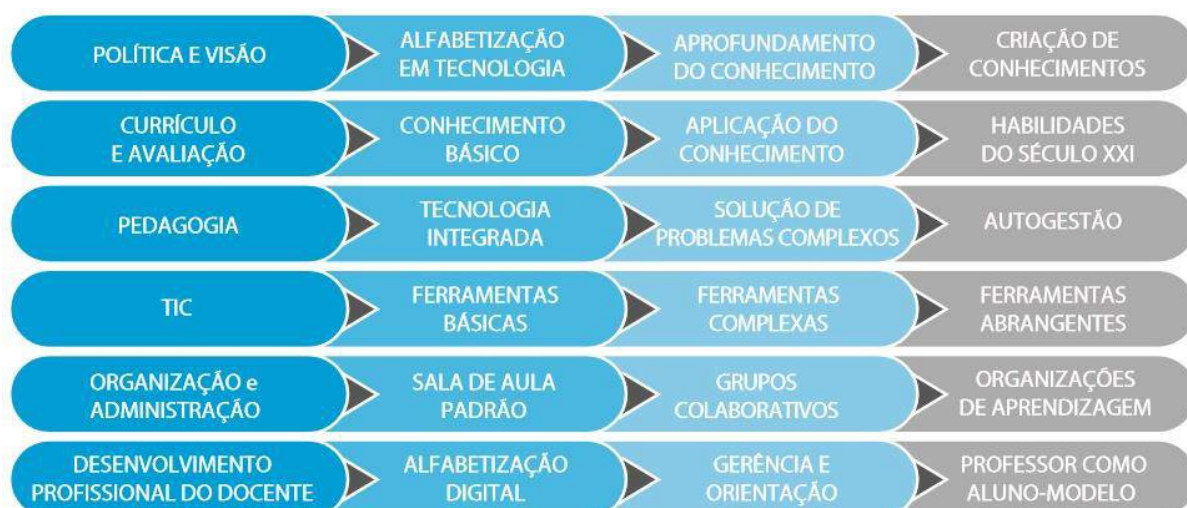 POLÍTICA E VISÃO
ALFABETIZAÇÃO
EM TECNOLOGIA
APROFUNDAMENTO
DO CONHECIMENTO
CRIAÇÃO DE
CONHECIMENTOS
CURRÍCULO
E AVALIAÇÃO
CONHECIMENTO
BÁSICO
APLICAÇÃO DO
CONHECIMENTO
HABILIDADES
DO SÉCULO XXI
PEDAGOGIA
TECNOLOGIA
INTEGRADA
SOLUÇÃO DE
PROBLEMAS COMPLEXOS
AUTOGESTÃO
TIC
FERRAMENTAS
BÁSICAS
FERRAMENTAS
COMPLEXAS
FERRAMENTAS
ABRANGENTES
ORGANIZAÇÃO e
ADMINISTRAÇÃO
SALA DE AULA
PADRÃO
GRUPOS
COLABORATIVOS
ORGANIZAÇÕES
DE APRENDIZAGEM
DESENVOLVIMENTO
PROFISSIONAL DO DOCENTE
ALFABETIZAÇÃO
DIGITAL
GERÊNCIA E
ORIENTAÇÃO
PROFESSOR COMO
ALUNO-MODELO